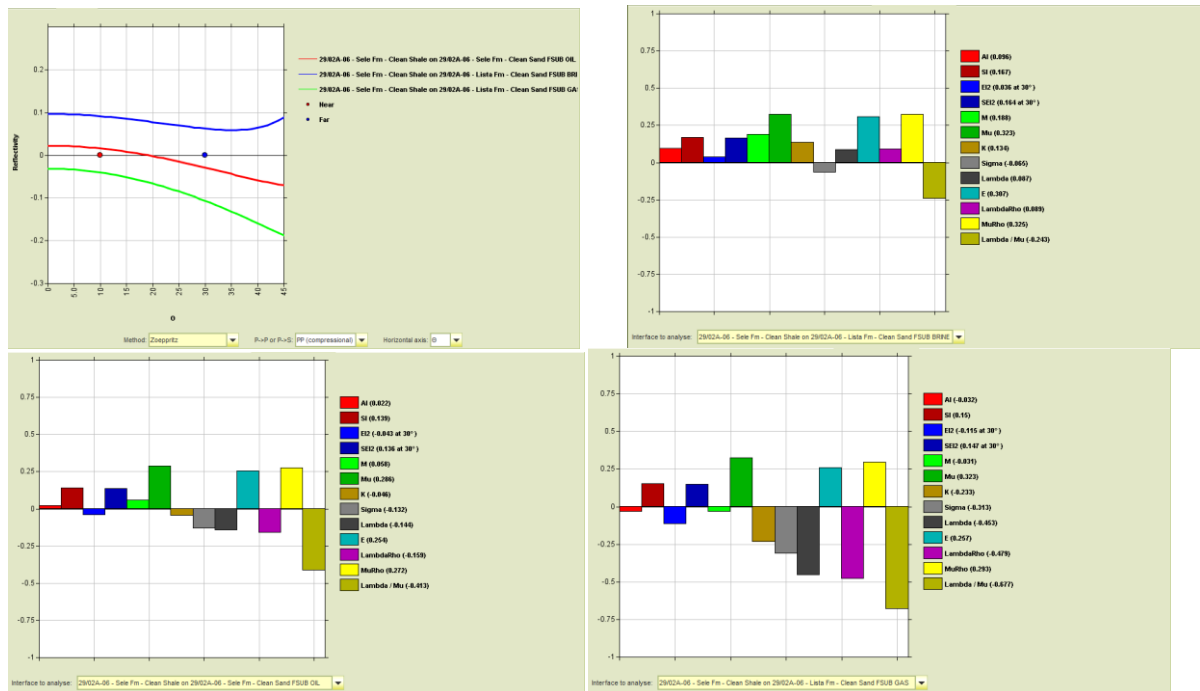 0.2
0.1
0
-0.1
-0.2
-0.3
Reflectivity
0
5.0
10
15
20
25
30
35
40
45
Θ
29/02A-06 - Sele Fm - Clean Shale on 29/02A-06 - Sele Fm - Clean Sand FSUB OIL
29/02A-06 - Sele Fm - Clean Shale on 29/02A-06 - Lista Fm - Clean Sand FSUB BRI
29/02A-06 - Sele Fm - Clean Shale on 29/02A-06 - Lista Fm - Clean Sand FSUB GAS
Near
Far
Method: Zoeppritz P->P or P->S: PP (compressional) Horizontal axis: Θ
1
0.75
0.5
0.25
0
-0.25
-0.5
-0.75
-1
AI (0.096)
SI (0.167)
EI2 (0.036 at 30°)
SEI2 (0.164 at 30°)
M (0.188)
Mu (0.323)
K (0.134)
Sigma (-0.065)
Lambda (0.087)
E (0.307)
LambdaRho (0.089)
MuRho (0.325)
Lambda / Mu (-0.243)
Interface to analyse: 29/02A-06 - Sele Fm - Clean Shale on 29/02A-06 - Lista Fm - Clean Sand FSUB BRINE
1
0.75
0.5
0.25
0
-0.25
-0.5
-0.75
-1
AI (0.022)
SI (0.139)
EI2 (-0.043 at 30°)
SEI2 (0.136 at 30°)
M (0.058)
Mu (0.286)
K (-0.046)
Sigma (-0.132)
Lambda (-0.144)
E (0.254)
LambdaRho (-0.159)
MuRho (0.272)
Lambda / Mu (-0.413)
Interface to analyse: 29/02A-06 - Sele Fm - Clean Shale on 29/02A-06 - Sele Fm - Clean Sand FSUB OIL
1
0.75
0.5
0.25
0
-0.25
-0.5
-0.75
-1
AI (-0.032)
SI (0.15)
EI2 (-0.115 at 30°)
SEI2 (0.147 at 30°)
M (-0.031)
Mu (0.323)
K (-0.233)
Sigma (-0.313)
Lambda (-0.453)
E (0.257)
LambdaRho (-0.479)
MuRho (0.293)
Lambda / Mu (-0.677)
Interface to analyse: 29/02A-06 - Sele Fm - Clean Shale on 29/02A-06 - Lista Fm - Clean Sand FSUB GAS